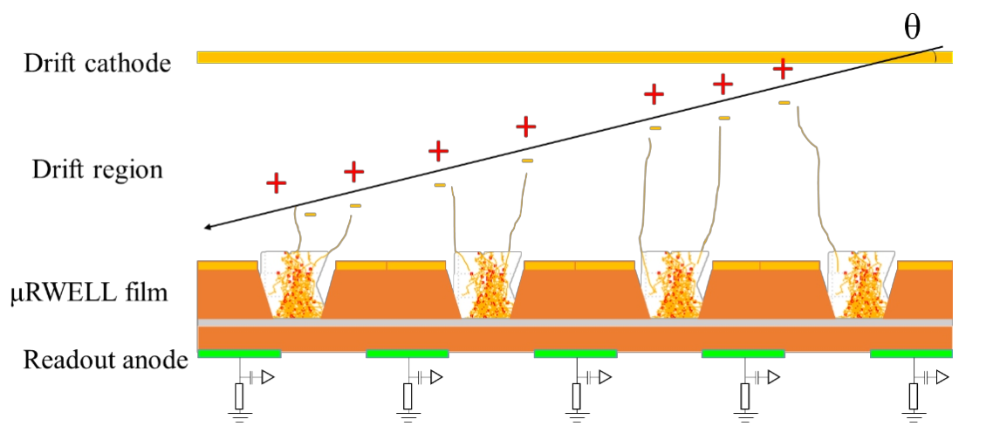 θ
Drift cathode
Drift region
μRWELL film
Readout anode